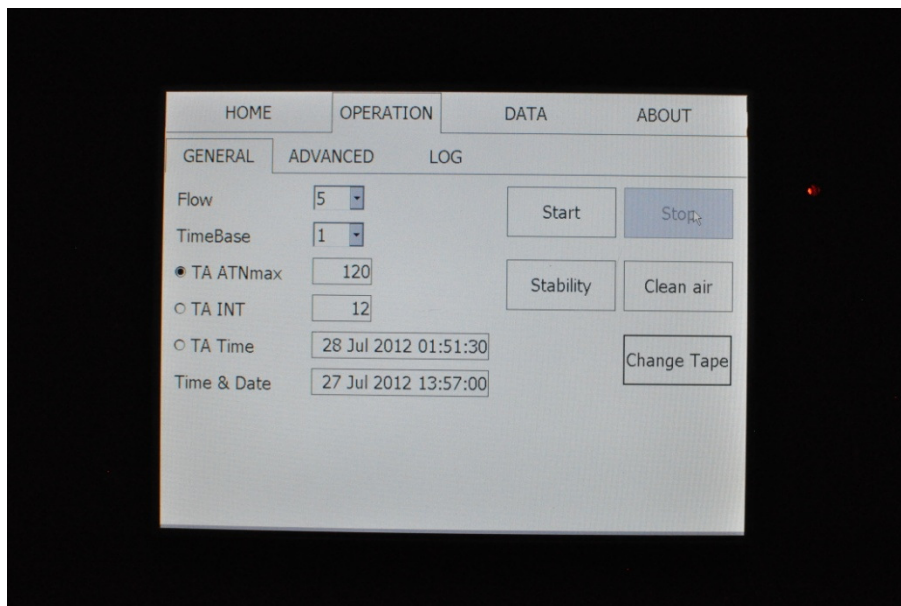 HOME OPERATION DATA ABOUT
GENERAL ADVANCED LOG
Flow 5
TimeBase 1
TA ATNmax 120
TA INT 12
TA Time 28 Jul 2012 01:51:30
Time & Date 27 Jul 2012 13:57:00
Start Stop
Stability Clean air
Change Tape